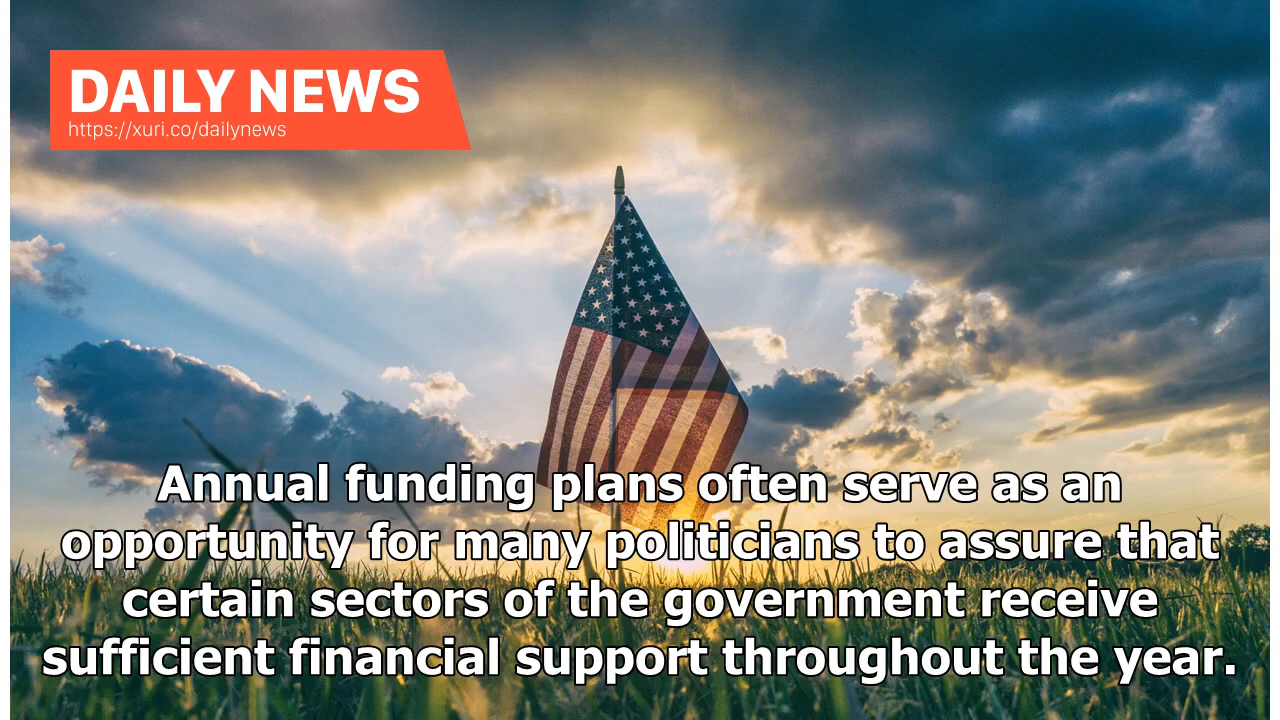 DAILY NEWS
https://xuri.co/dailynews
Annual funding plans often serve as an
opportunity for many politicians to assure that
certain sectors of the government receive
sufficient financial support throughout the year.